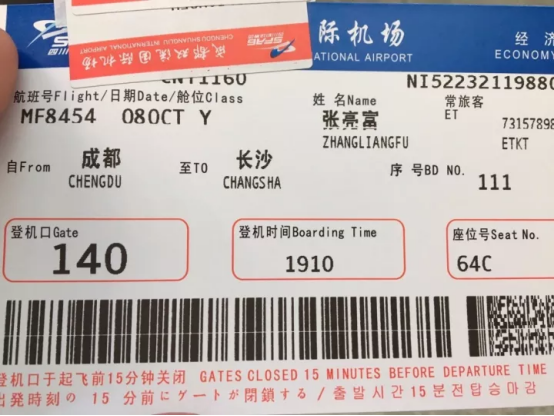 成都双流国际机场
CHENGDU SHUANGLIU INTERNATIONAL AIRPORT
际机场 经济
NATIONAL AIRPORT ECONOMY
NI52232119880
航班号Flight/日期Date/舱位Class 姓 名Name 常旅客
MF8454 08OCT Y 张亮富 ET 73157898
ZHANGLIANGFU ETKT
自From 成都 至TO 长沙 序 号BD NO. 111
CHENGDU CHANGSHA
登机口Gate 登机时间Boarding Time 座位号Seat No.
140 1910 64C
登机口于起飞前15分钟关闭 GATES CLOSED 15 MINUTES BEFORE DEPARTURE TIME
出発時刻の 15 分前にゲートが閉鎖する / 출발시간 15분전탑승마감